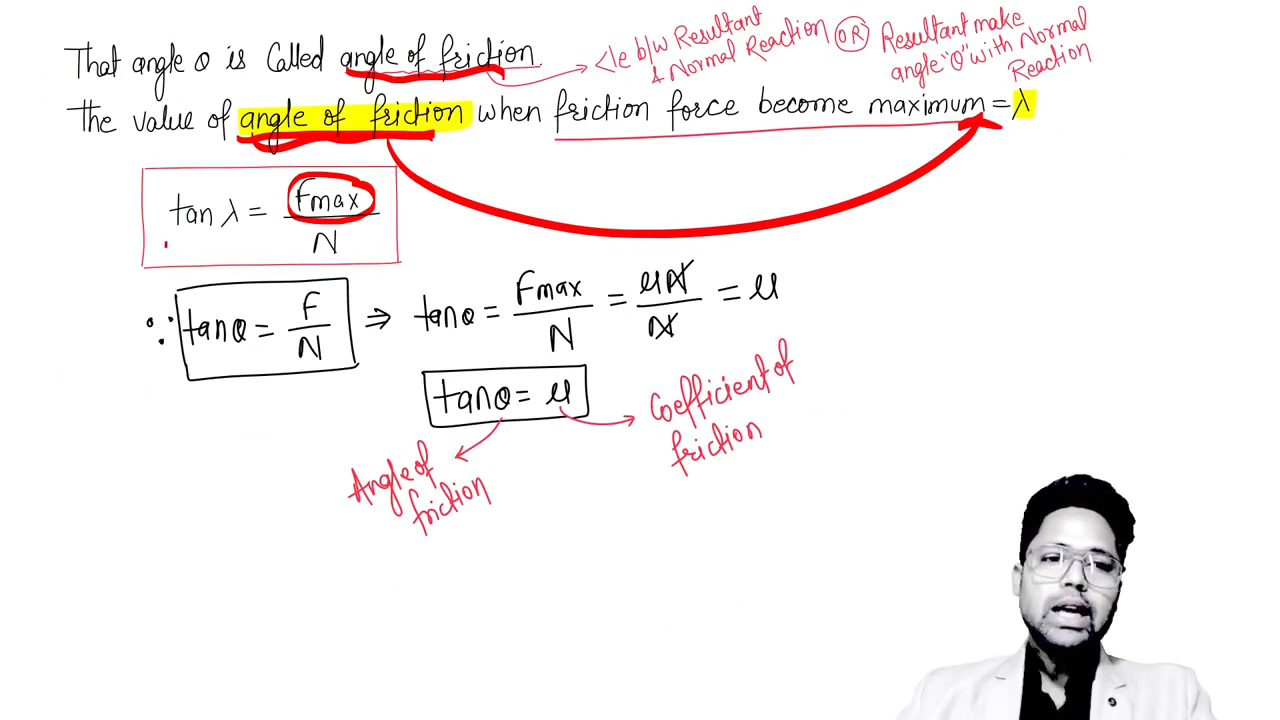 That angle θ is Called angle of friction.
<le b/w Resultant & Normal Reaction
OR
Resultant make angle "θ" with Normal Reaction
The value of angle of friction when friction force become maximum = λ
tan λ = Fmax / N
∵ tanθ = F / N ⇒ tanθ = Fmax / N = μN / N = μ
tanθ = μ
Coefficient of
friction
Angle of
friction